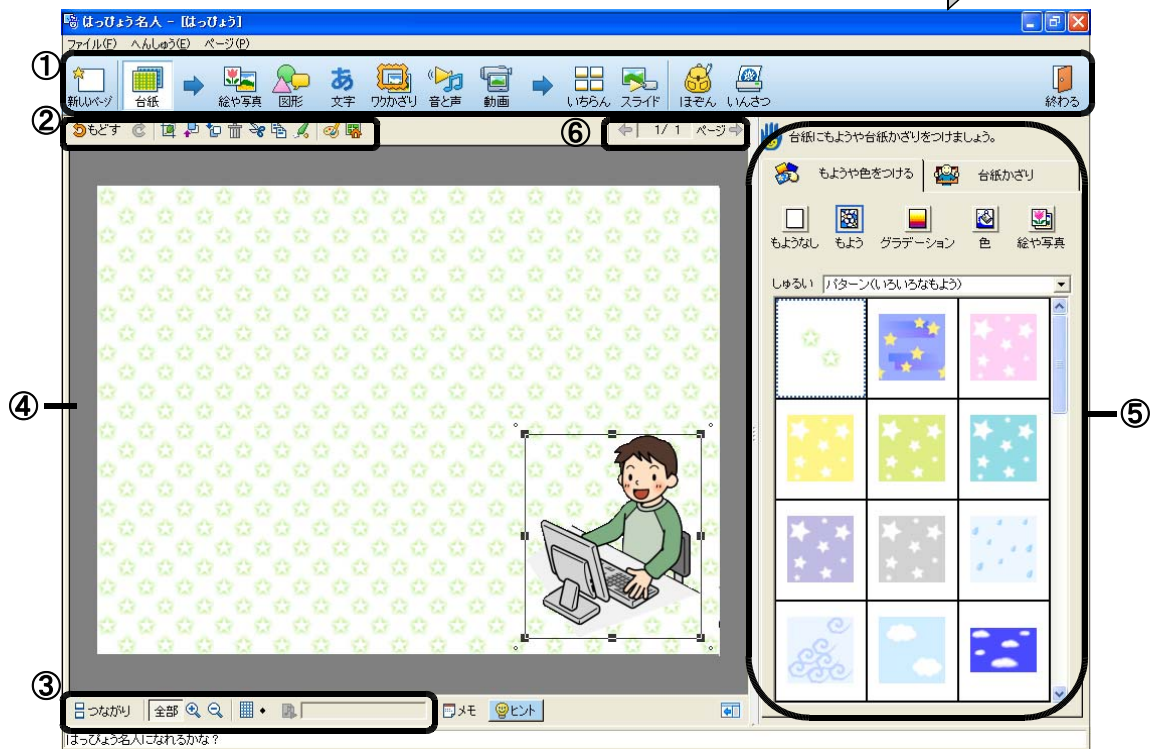 はっぴょう名人 - [はっぴょう]
ファイル(F) へんしゅう(E) ページ(P)
①
新しいページ 台紙 絵や写真 図形 文字 ワクかざり 音と声 動画 いちらん スライド ほぞん いんさつ 終わる
あ
②
もどす
⑥
1/ 1 ページ
台紙にもようや台紙かざりをつけましょう。
もようや色をつける 台紙かざり
もようなし もよう グラデーション 色 絵や写真
しゅるい パターン(いろいろなもよう)
④
⑤
③
つながり 全部 メモ ヒント
はっぴょう名人になれるかな?